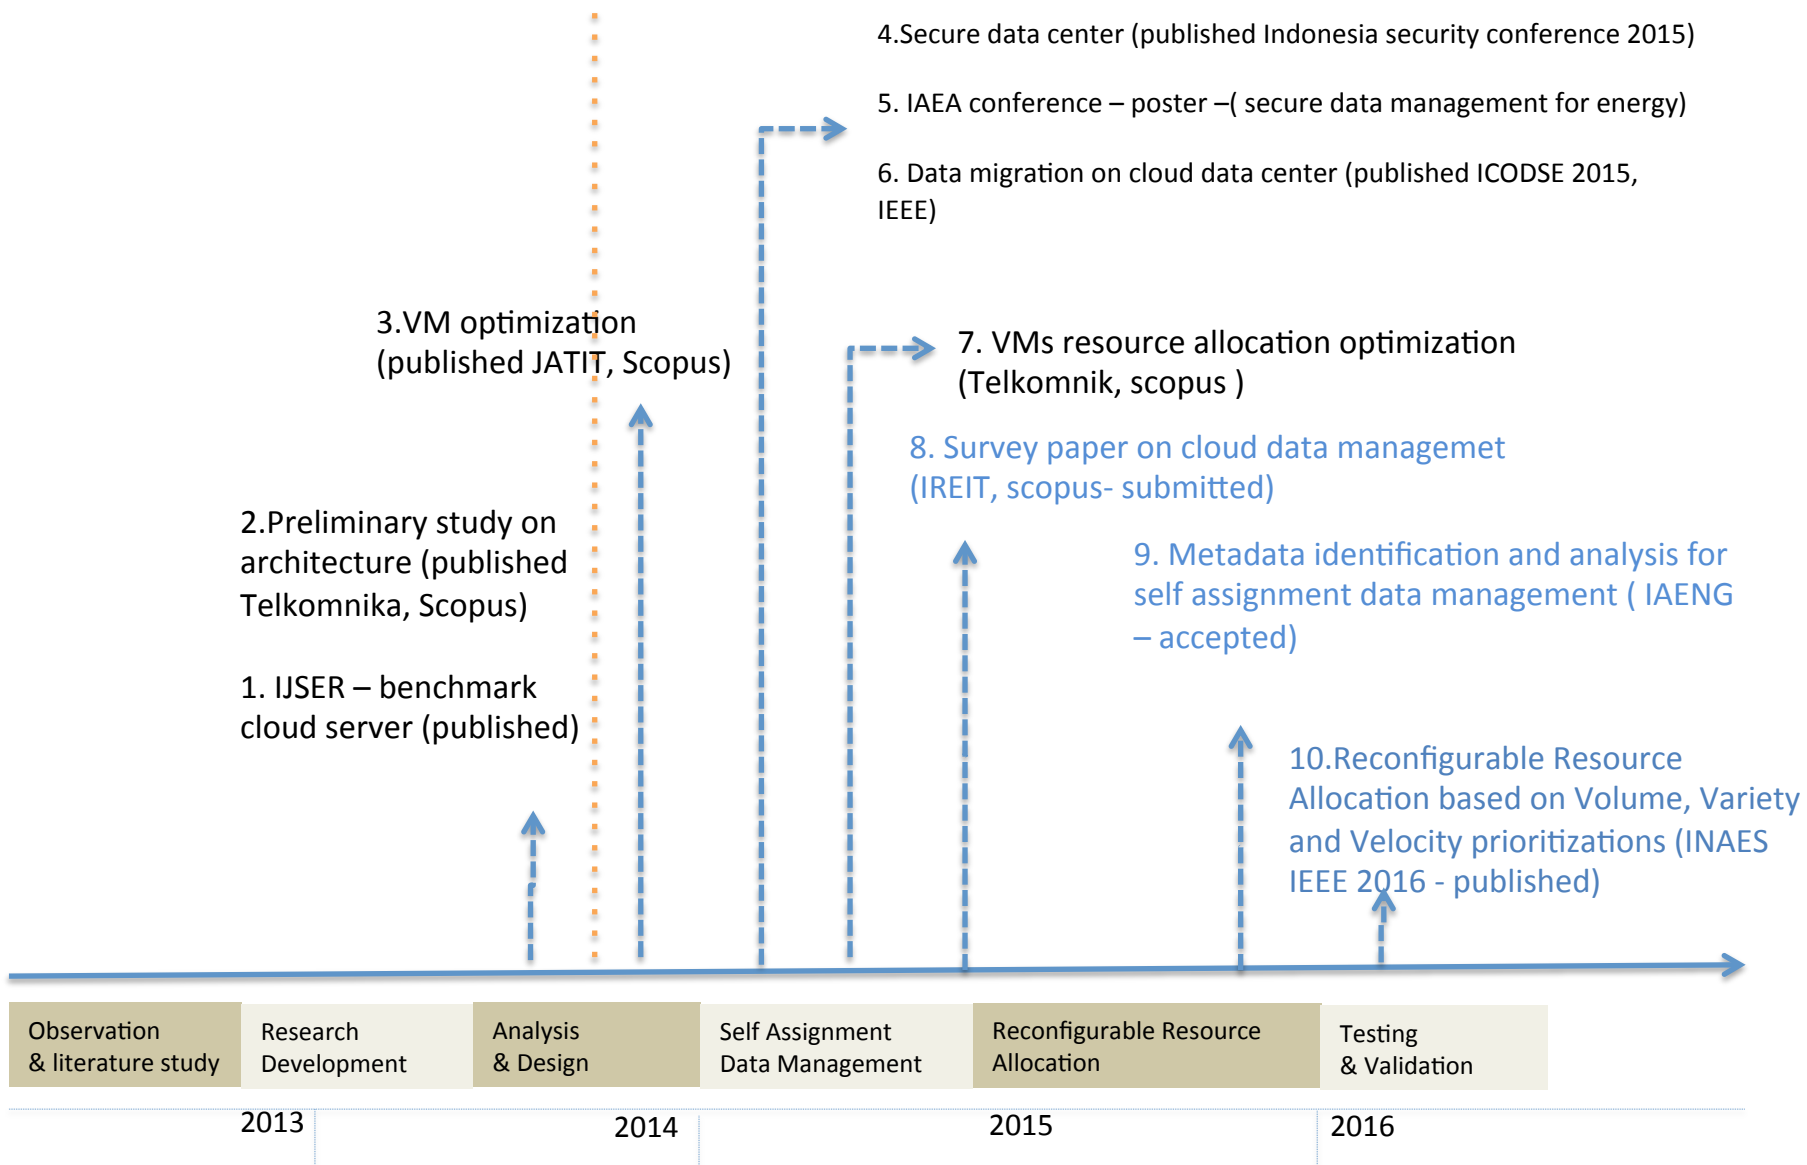 4.Secure data center (published Indonesia security conference 2015)
5. IAEA conference – poster –( secure data management for energy)
6. Data migration on cloud data center (published ICODSE 2015,
IEEE)
3.VM optimization
(published JATIT, Scopus)
7. VMs resource allocation optimization
(Telkomnik, scopus )
8. Survey paper on cloud data managemet
(IREIT, scopus- submitted)
2.Preliminary study on
architecture (published
Telkomnika, Scopus)
9. Metadata identification and analysis for
self assignment data management ( IAENG
– accepted)
1. IJSER – benchmark
cloud server (published)
10.Reconfigurable Resource
Allocation based on Volume, Variety
and Velocity prioritizations (INAES
IEEE 2016 - published)
Observation
& literature study
Research
Development
Analysis
& Design
Self Assignment
Data Management
Reconfigurable Resource
Allocation
Testing
& Validation
2013
2014
2015
2016